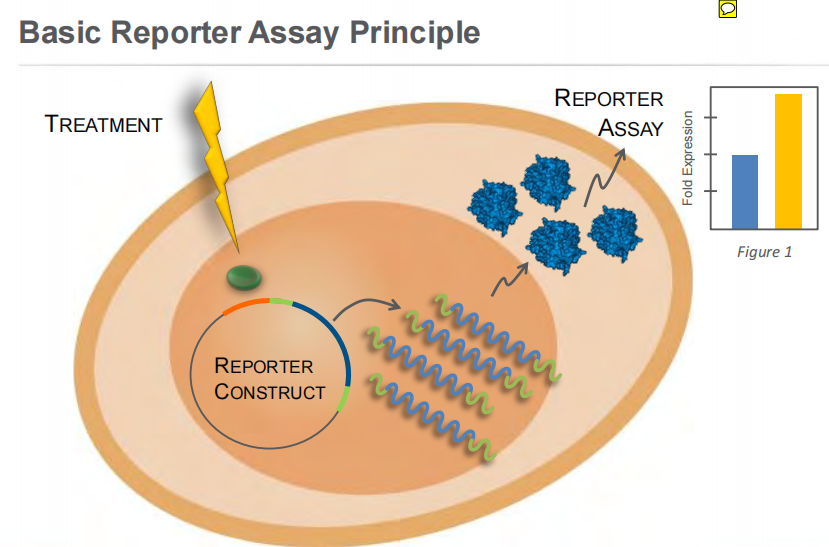 Basic Reporter Assay Principle
TREATMENT
REPORTER
ASSAY
Fold Expression
Figure 1
REPORTER
CONSTRUCT